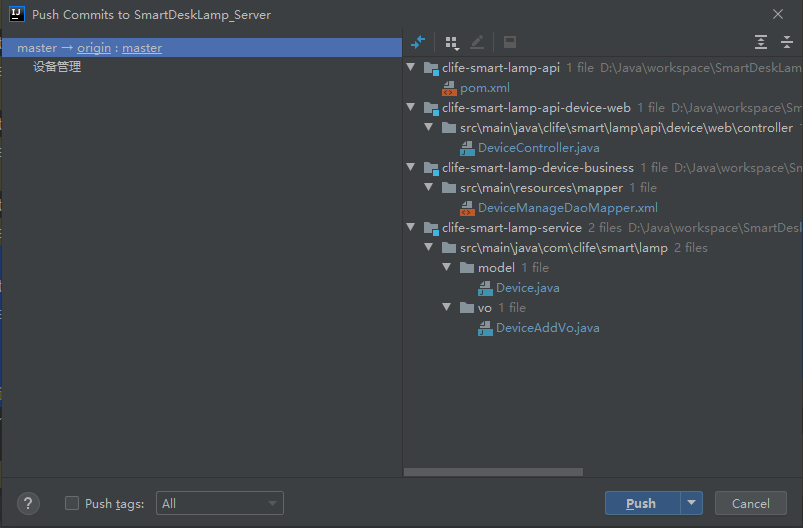 Push Commits to SmartDeskLamp_Server
master → origin : master
设备管理
clife-smart-lamp-api 1 file D:\Java\workspace\SmartDeskLam
pom.xml
clife-smart-lamp-api-device-web 1 file D:\Java\workspace\Sm
src\main\java\clife\smart\lamp\api\device\web\controller
DeviceController.java
clife-smart-lamp-device-business 1 file D:\Java\workspace\S
src\main\resources\mapper 1 file
DeviceManageDaoMapper.xml
clife-smart-lamp-service 2 files D:\Java\workspace\SmartDesk
src\main\java\com\clife\smart\lamp 2 files
model 1 file
Device.java
vo 1 file
DeviceAddVo.java
? Push tags: All Push Cancel